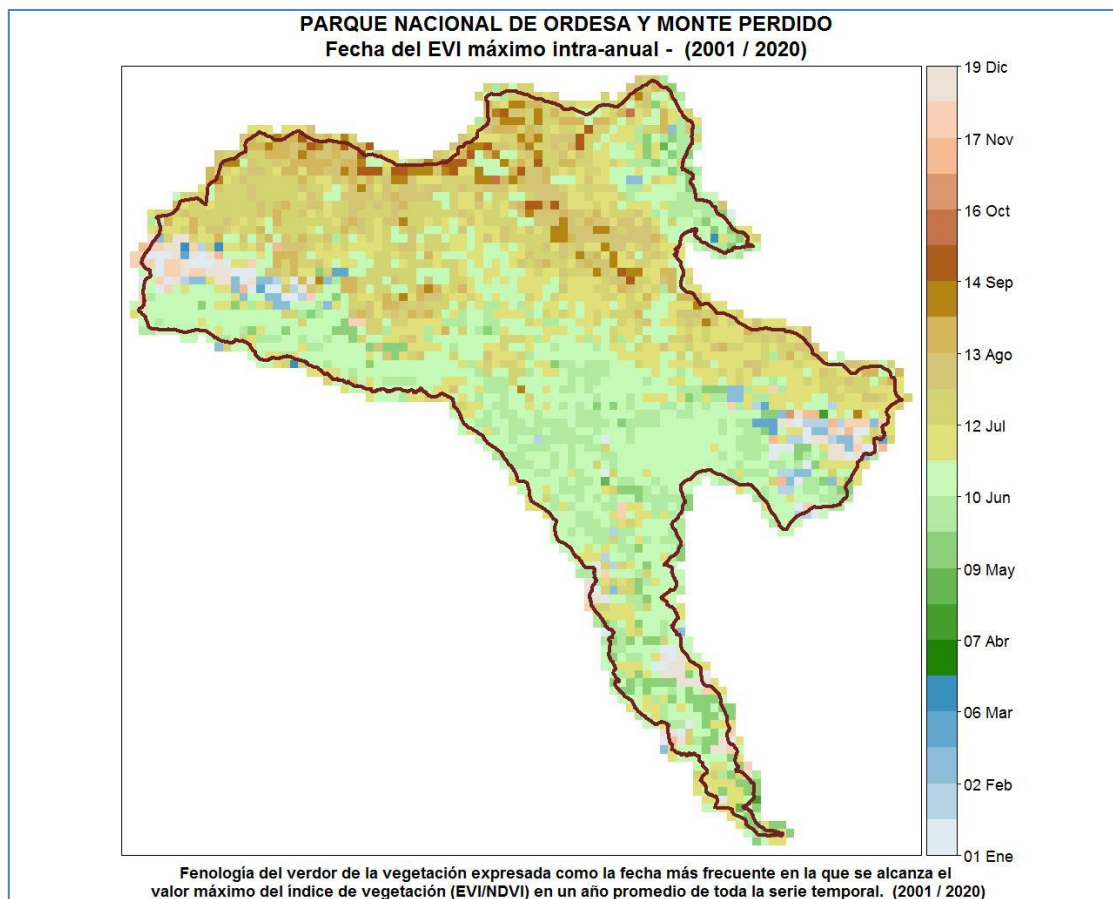 PARQUE NACIONAL DE ORDESA Y MONTE PERDIDO
Fecha del EVI máximo intra-anual - (2001 / 2020)
19 Dic
17 Nov
16 Oct
14 Sep
13 Ago
12 Jul
10 Jun
09 May
07 Abr
06 Mar
02 Feb
01 Ene
Fenología del verdor de la vegetación expresada como la fecha más frecuente en la que se alcanza el
valor máximo del índice de vegetación (EVI/NDVI) en un año promedio de toda la serie temporal. (2001 / 2020)